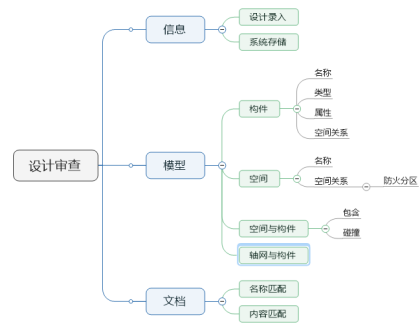 设计审查
信息
设计录入
系统存储
模型
构件
名称
类型
属性
空间关系
空间
名称
空间关系
防火分区
空间与构件
包含
碰撞
轴网与构件
文档
名称匹配
内容匹配